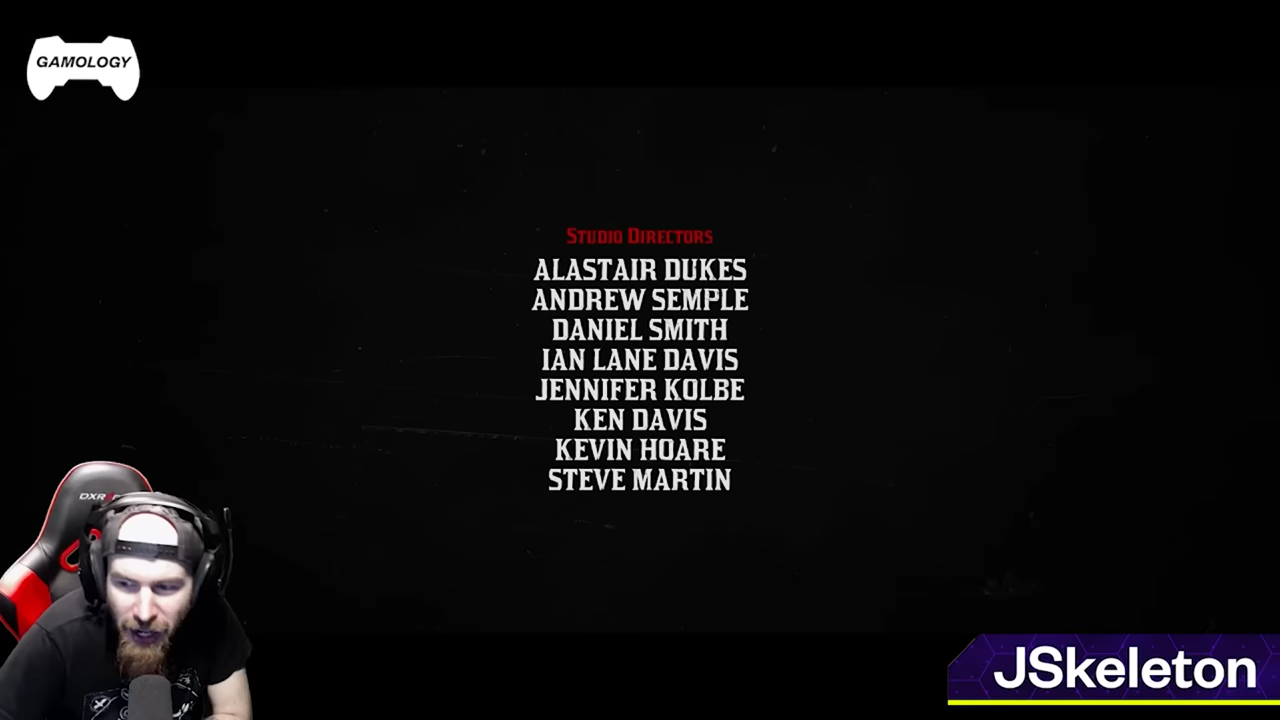 GAMOLOGY
STUDIO DIRECTORS
ALASTAIR DUKES
ANDREW SEMPLE
DANIEL SMITH
IAN LANE DAVIS
JENNIFER KOLBE
KEN DAVIS
KEVIN HOARE
STEVE MARTIN
JSkeleton